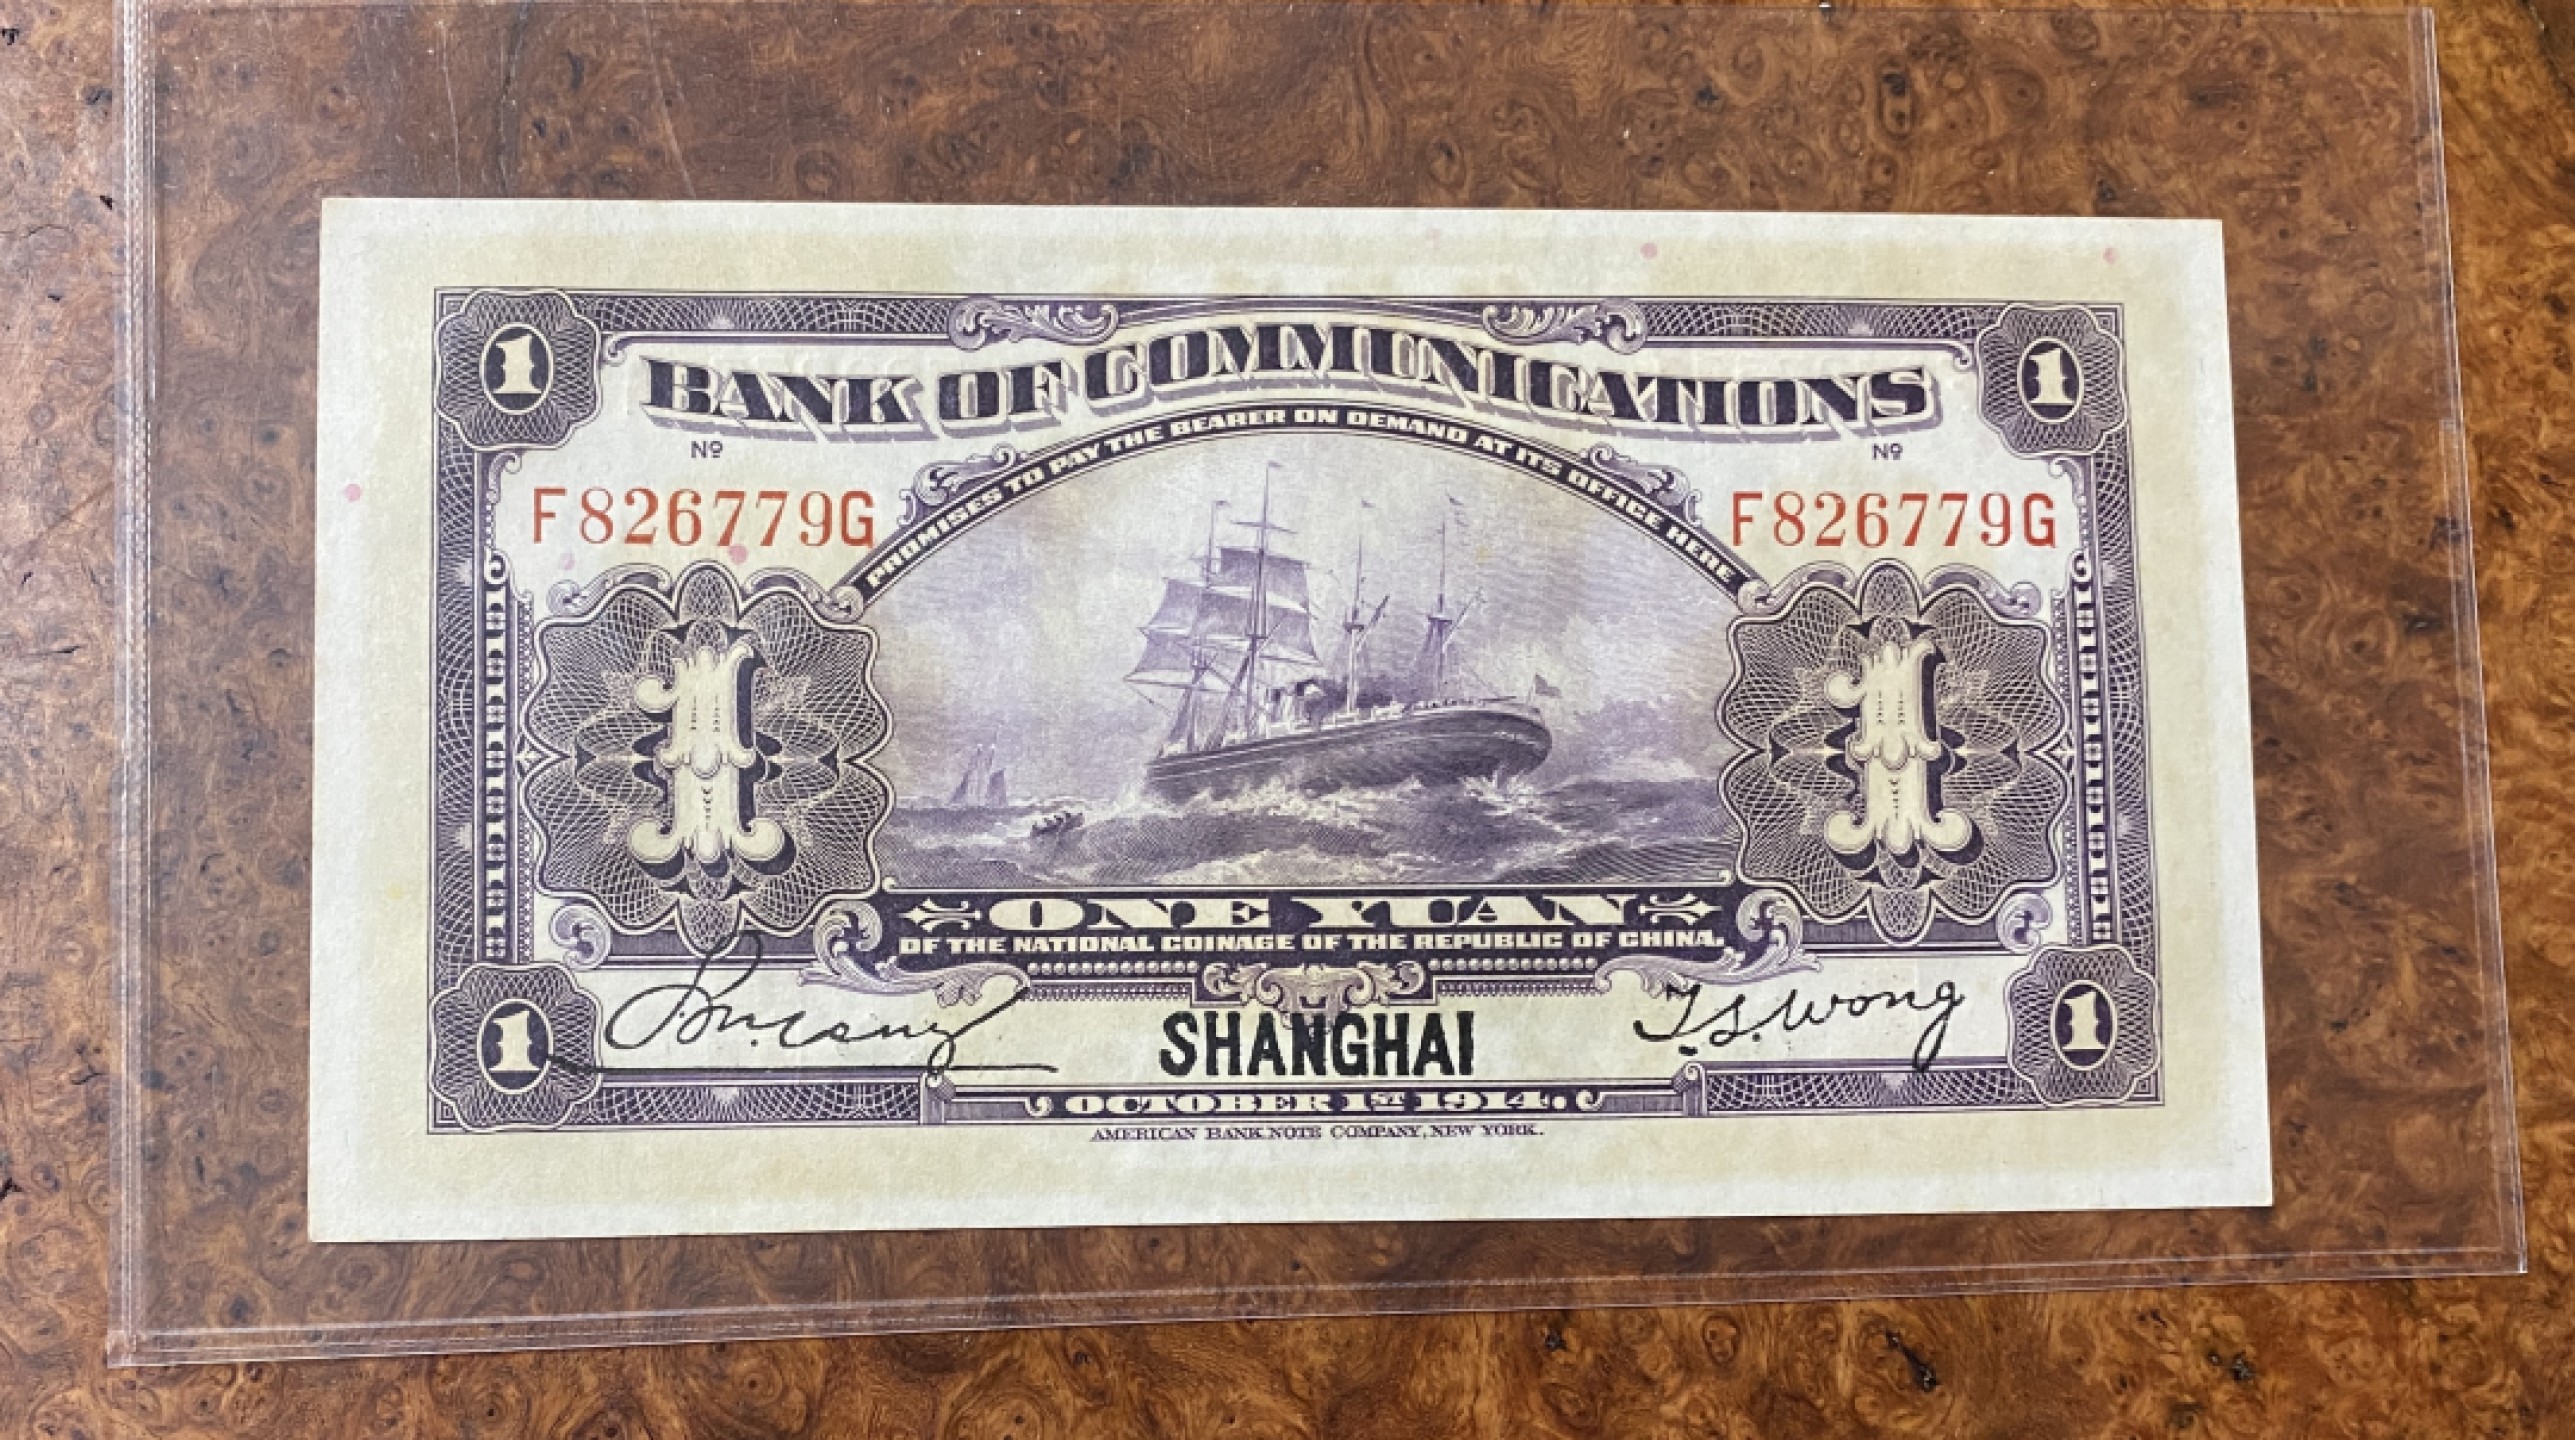 1 1
BANK OF COMMUNICATIONS
PROMISES TO PAY THE BEARER ON DEMAND AT ITS OFFICE HERE
Nº Nº
F826779G F826779G
1 1
ONE YUAN
OF THE NATIONAL COINAGE OF THE REPUBLIC OF CHINA.
T.S. Wong
SHANGHAI
1 1
OCTOBER 1ST 1914.
AMERICAN BANK NOTE COMPANY, NEW YORK.